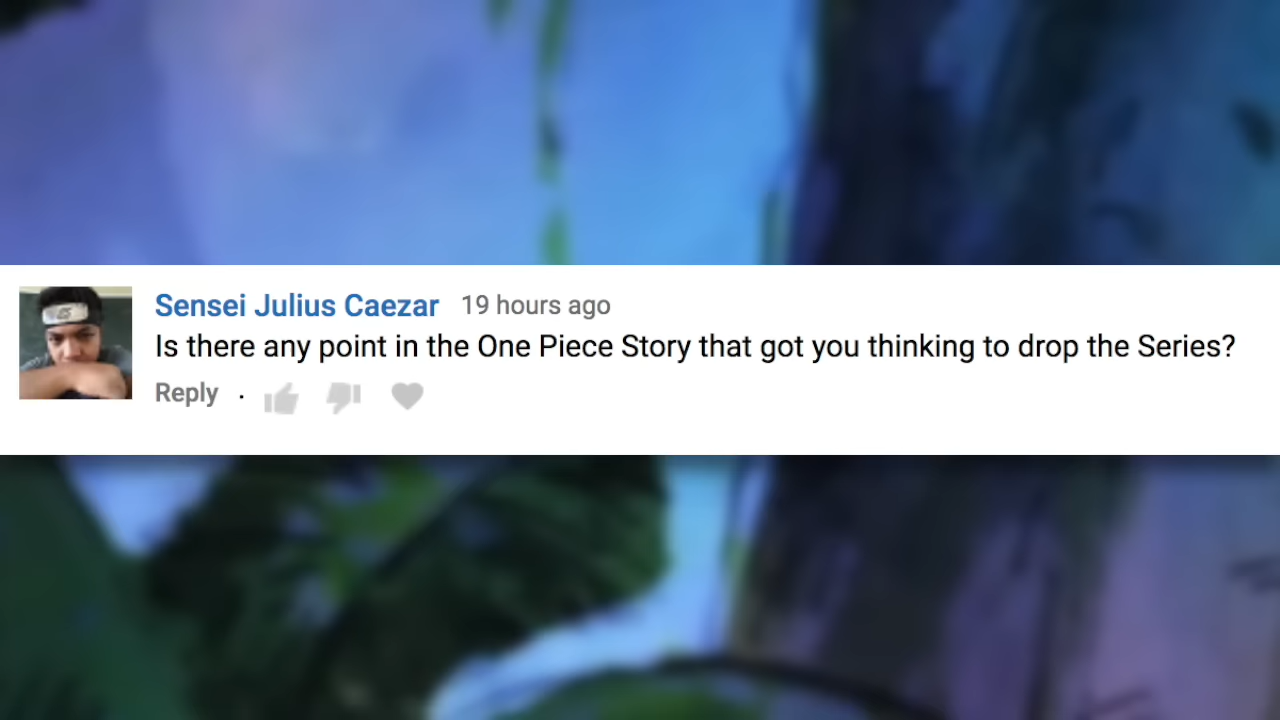 Sensei Julius Caezar 19 hours ago
Is there any point in the One Piece Story that got you thinking to drop the Series?
Reply .